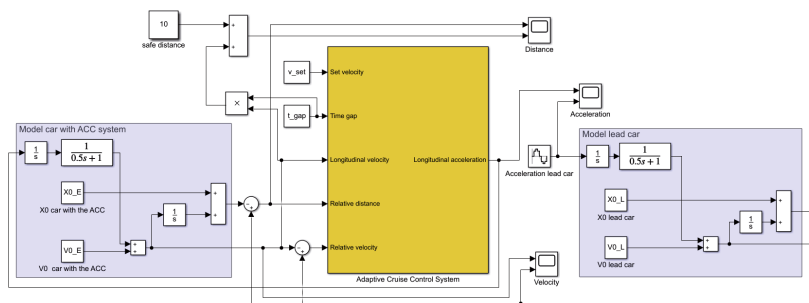 10
safe distance
+
+
Distance
v_set
Set velocity
×
t_gap
Time gap
Acceleration
Model car with ACC system
Model lead car
1
s
1
0.5s + 1
Longitudinal velocity
Longitudinal acceleration
Acceleration lead car
1
s
1
0.5s + 1
X0_E
X0 car with the ACC
1
s
+
+
−
+
Relative distance
X0_L
X0 lead car
1
s
+
+
V0_E
V0 car with the ACC
+
+
−
+
Relative velocity
V0_L
V0 lead car
+
+
Adaptive Cruise Control System
Velocity